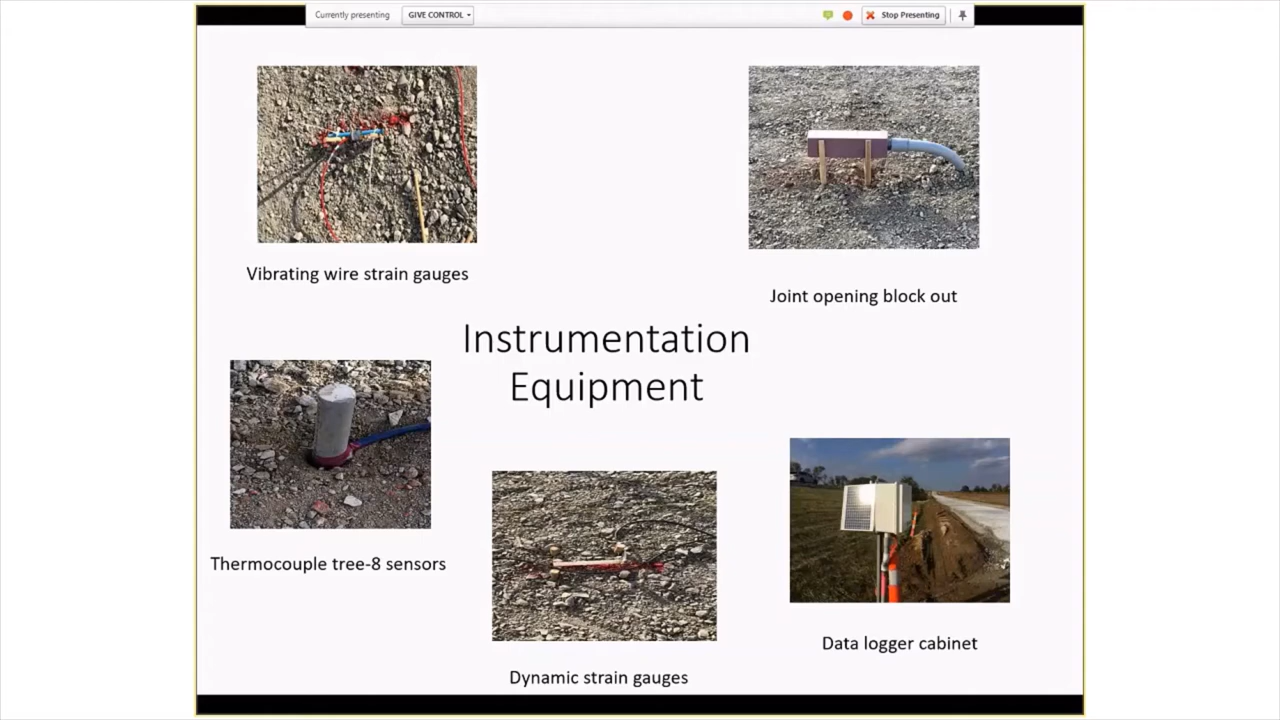 Currently presenting
GIVE CONTROL
Stop Presenting
Vibrating wire strain gauges
Joint opening block out
Instrumentation
Equipment
Thermocouple tree-8 sensors
Data logger cabinet
Dynamic strain gauges